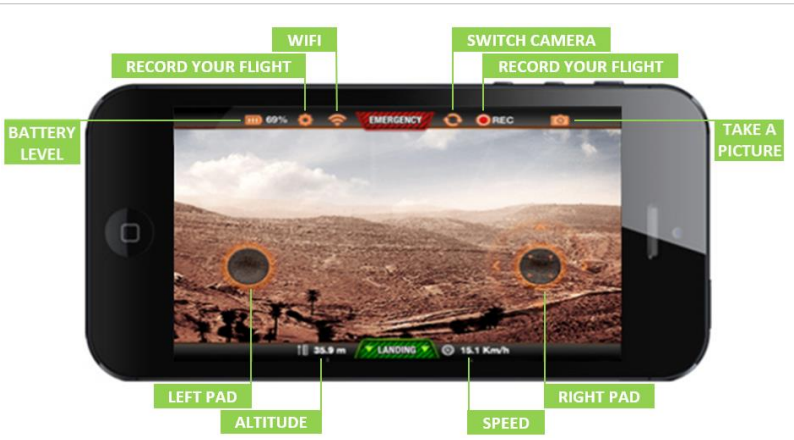 WIFI
SWITCH CAMERA
RECORD YOUR FLIGHT
RECORD YOUR FLIGHT
BATTERY
LEVEL
69%
EMERGENCY
REC
TAKE A
PICTURE
35.9 m
LANDING
15.1 Km/h
LEFT PAD
RIGHT PAD
ALTITUDE
SPEED